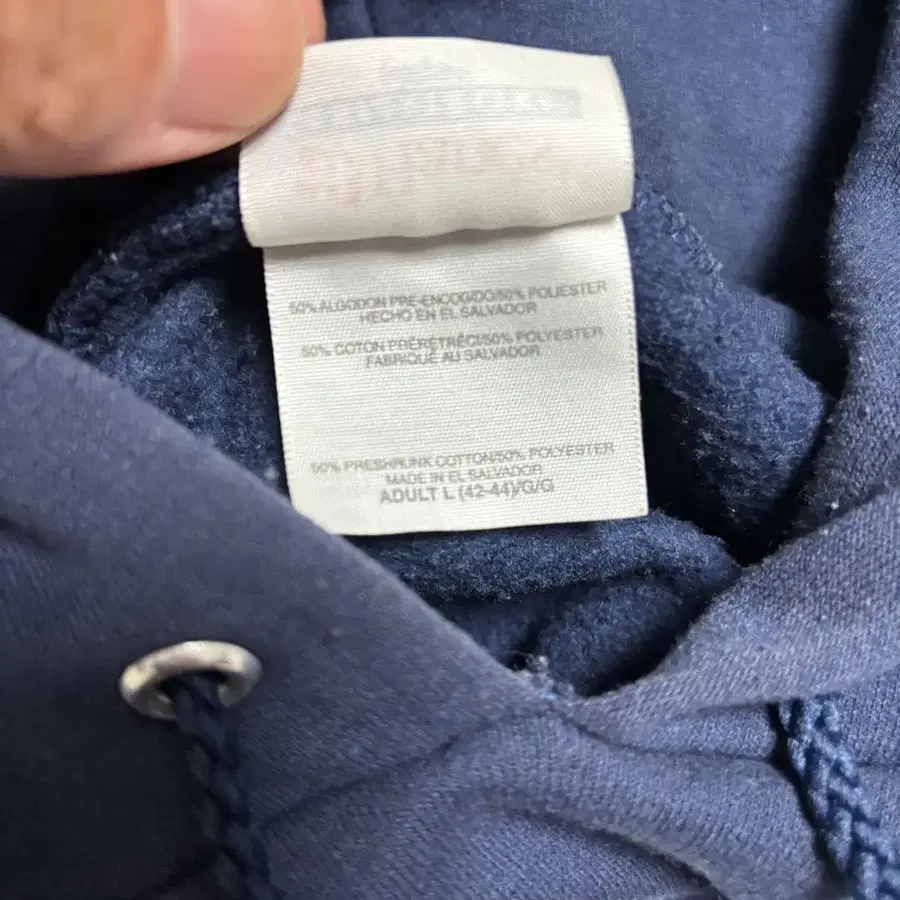 50% ALGODON PRE-ENCOGIDO/50% POLIESTER
HECHO EN EL SALVADOR
50% COTON PRÉRÉTRÉCI/50% POLYESTER
FABRIQUÉ AU SALVADOR
50% PRESHRUNK COTTON/50% POLYESTER
MADE IN EL SALVADOR
ADULT L (42-44)/G/G